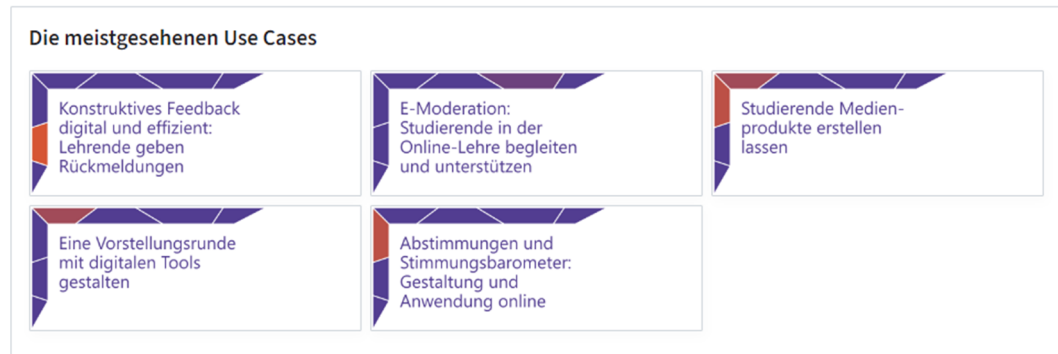 Die meistgesehenen Use Cases
Konstruktives Feedback
digital und effizient:
Lehrende geben
Rückmeldungen
E-Moderation:
Studierende in der
Online-Lehre begleiten
und unterstützen
Studierende Medien-
produkte erstellen
lassen
Eine Vorstellungsrunde
mit digitalen Tools
gestalten
Abstimmungen und
Stimmungsbarometer:
Gestaltung und
Anwendung online